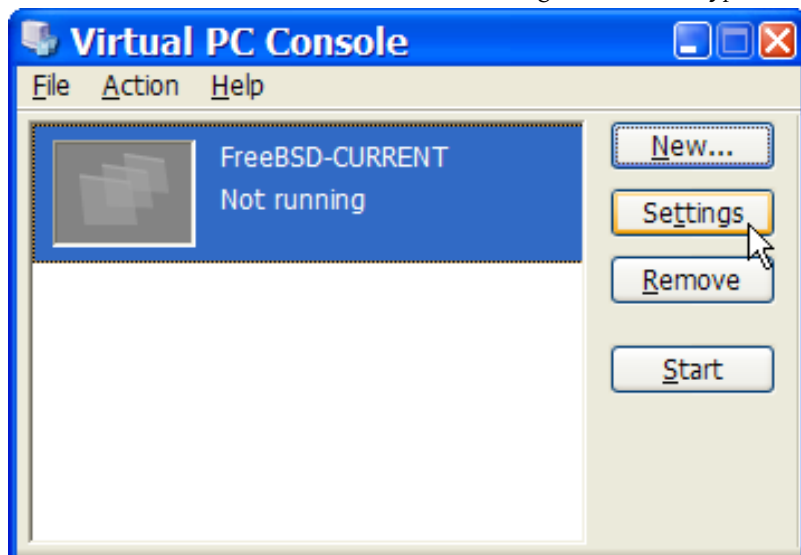 Virtual PC Console
File Action Help
FreeBSD-CURRENT
Not running
New...
Settings
Remove
Start